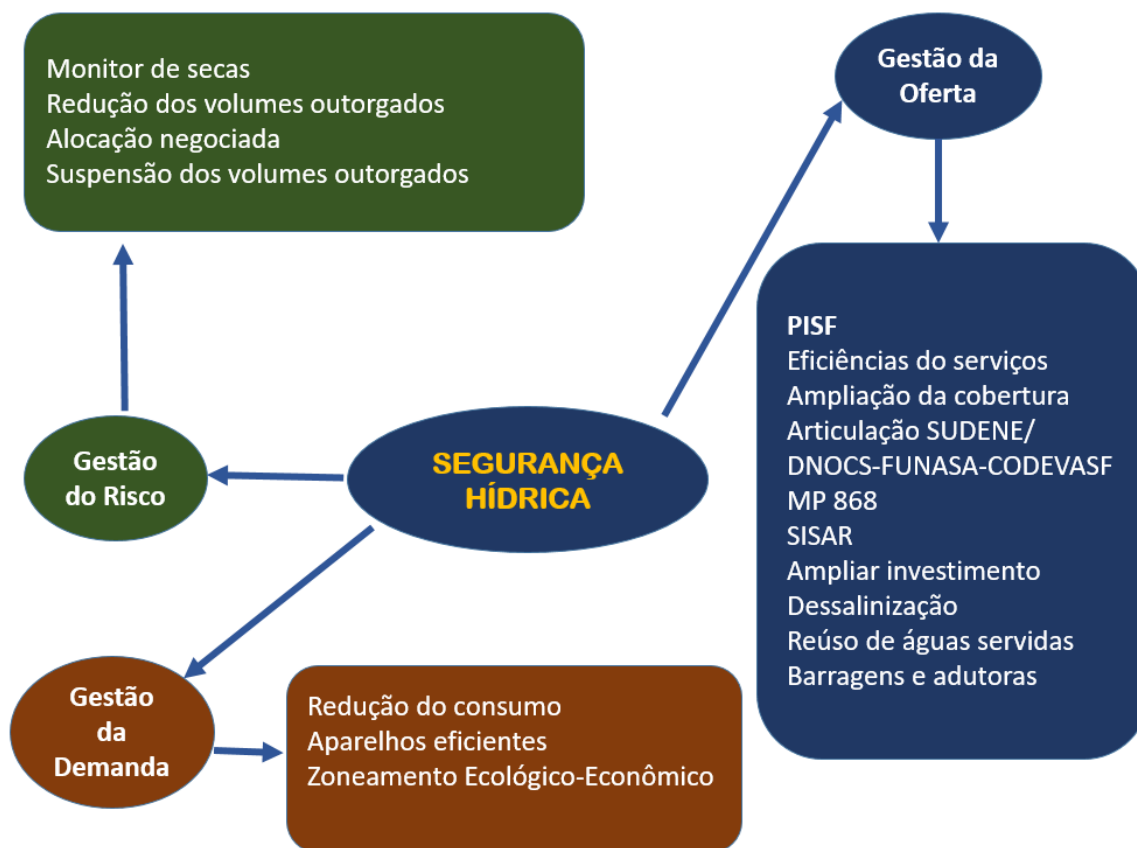 Monitor de secas
Redução dos volumes outorgados
Alocação negociada
Suspensão dos volumes outorgados
Gestão da
Oferta
PISF
Eficiências do serviços
Ampliação da cobertura
Articulação SUDENE/
DNOCS-FUNASA-CODEVASF
MP 868
SISAR
Ampliar investimento
Dessalinização
Reúso de águas servidas
Barragens e adutoras
Gestão
do Risco
SEGURANÇA
HÍDRICA
Gestão
da
Demanda
Redução do consumo
Aparelhos eficientes
Zoneamento Ecológico-Econômico